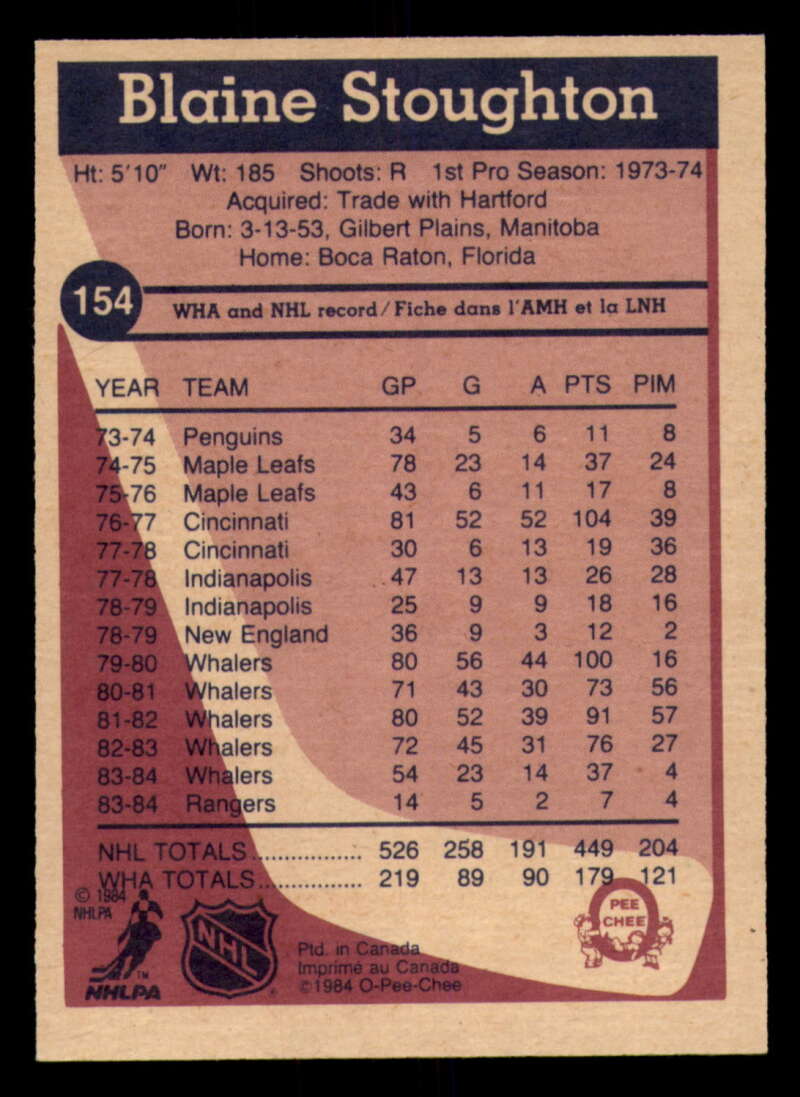 Blaine Stoughton
Ht: 5'10" Wt: 185 Shoots: R 1st Pro Season: 1973-74
Acquired: Trade with Hartford
Born: 3-13-53, Gilbert Plains, Manitoba
Home: Boca Raton, Florida
154
WHA and NHL record/Fiche dans l'AMH et la LNH
YEAR TEAM GP G A PTS PIM
73-74 Penguins 34 5 6 11 8
74-75 Maple Leafs 78 23 14 37 24
75-76 Maple Leafs 43 6 11 17 8
76-77 Cincinnati 81 52 52 104 39
77-78 Cincinnati 30 6 13 19 36
77-78 Indianapolis 47 13 13 26 28
78-79 Indianapolis 25 9 9 18 16
78-79 New England 36 9 3 12 2
79-80 Whalers 80 56 44 100 16
80-81 Whalers 71 43 30 73 56
81-82 Whalers 80 52 39 91 57
82-83 Whalers 72 45 31 76 27
83-84 Whalers 54 23 14 37 4
83-84 Rangers 14 5 2 7 4
NHL TOTALS................ 526 258 191 449 204
WHA TOTALS............... 219 89 90 179 121
© 1984
NHLPA
TM
NHLPA
NHL
Ptd. in Canada
Imprimé au Canada
©1984 O-Pee-Chee
PEE
CHEE